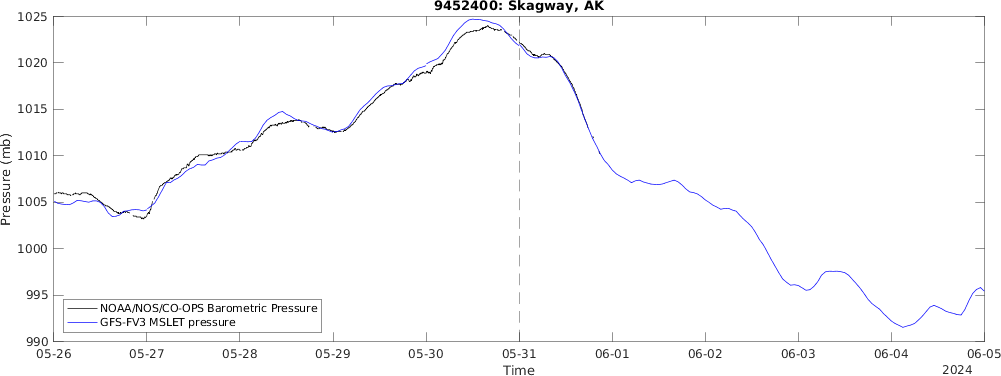 9452400: Skagway, AK
Pressure (mb)
1025
1020
1015
1010
1005
1000
995
990
NOAA/NOS/CO-OPS Barometric Pressure
GFS-FV3 MSLET pressure
05-26 05-27 05-28 05-29 05-30 05-31 06-01 06-02 06-03 06-04 06-05
Time
2024